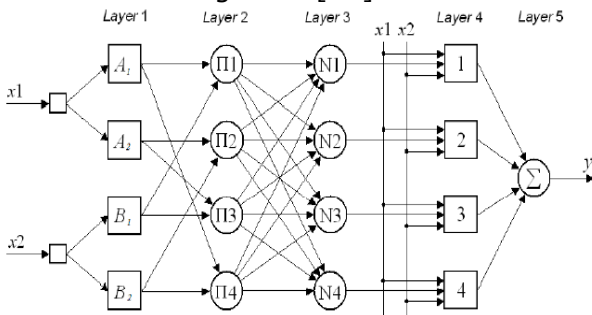 Layer 1 Layer 2 Layer 3 x1 x2 Layer 4 Layer 5
A₁ Π1 N1 1
x1
A₂ Π2 N2 2
Σ y
B₁ Π3 N3 3
x2
B₂ Π4 N4 4